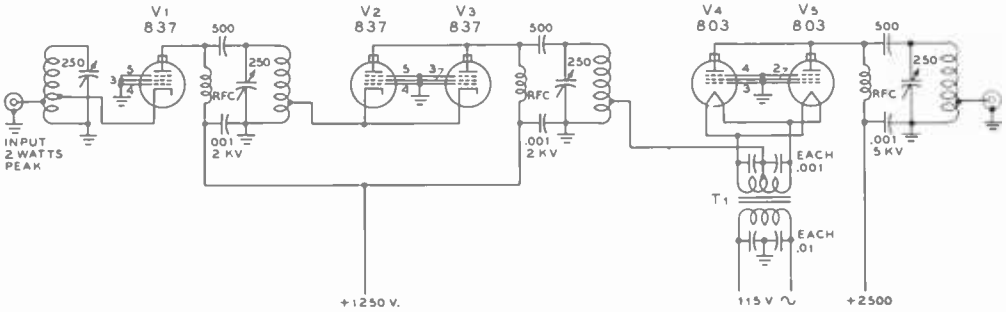 V1
837
V2
837
V3
837
V4
803
V5
803
500
500
500
250
5
3
4
250
RFC
5
3
7
4
250
RFC
4
2
7
3
250
RFC
INPUT
2 WATTS
PEAK
.001
2 KV
.001
2 KV
.001
5 KV
EACH
.001
T1
EACH
.01
+1250 V.
115 V ~
+2500